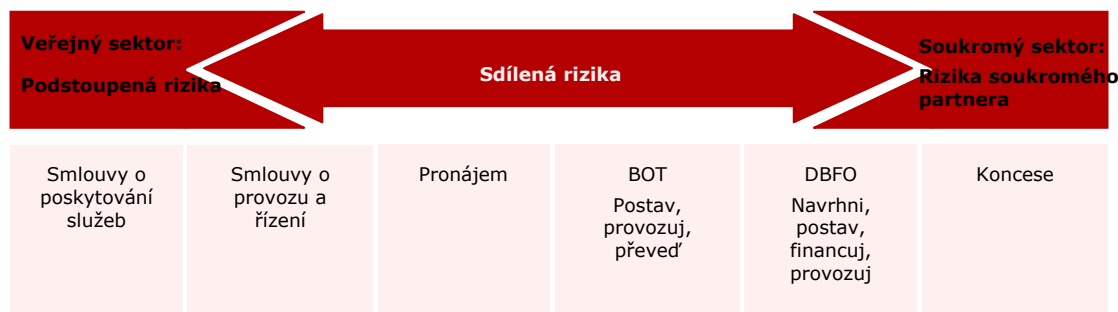 Veřejný sektor:
Podstoupená rizika
Sdílená rizika
Soukromý sektor:
Rizika soukromého
partnera
Smlouvy o
poskytování
služeb
Smlouvy o
provozu a
řízení
Pronájem
BOT
Postav,
provozuj,
převeď
DBFO
Navrhni,
postav,
financuj,
provozuj
Koncese